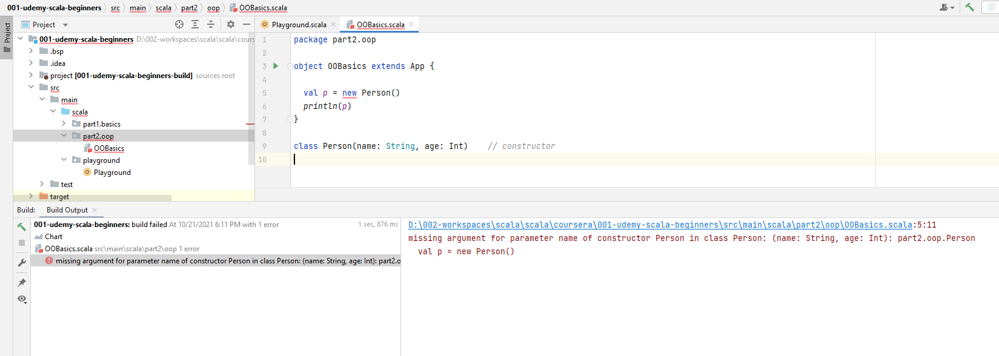 001-udemy-scala-beginners src main scala part2 oop OOBasics.scala
Project
Project
001-udemy-scala-beginners D:\002-workspaces\scala\scala\cours
.bsp
.idea
project [001-udemy-scala-beginners-build] sources root
src
main
scala
part1.basics
part2.oop
OOBasics
playground
Playground
test
target
Playground.scala OOBasics.scala
1 package part2.oop
2
3 object OOBasics extends App {
4
5 val p = new Person()
6 println(p)
7 }
8
9 class Person(name: String, age: Int) // constructor
10
Build: Build Output
001-udemy-scala-beginners: build failed At 10/21/2021 6:11 PM with 1 error 1 sec, 876 ms
Chart
OOBasics.scala src\main\scala\part2\oop 1 error
missing argument for parameter name of constructor Person in class Person: (name: String, age: Int): part2.o
D:\002-workspaces\scala\scala\coursera\001-udemy-scala-beginners\src\main\scala\part2\oop\OOBasics.scala:5:11
missing argument for parameter name of constructor Person in class Person: (name: String, age: Int): part2.oop.Person
val p = new Person()